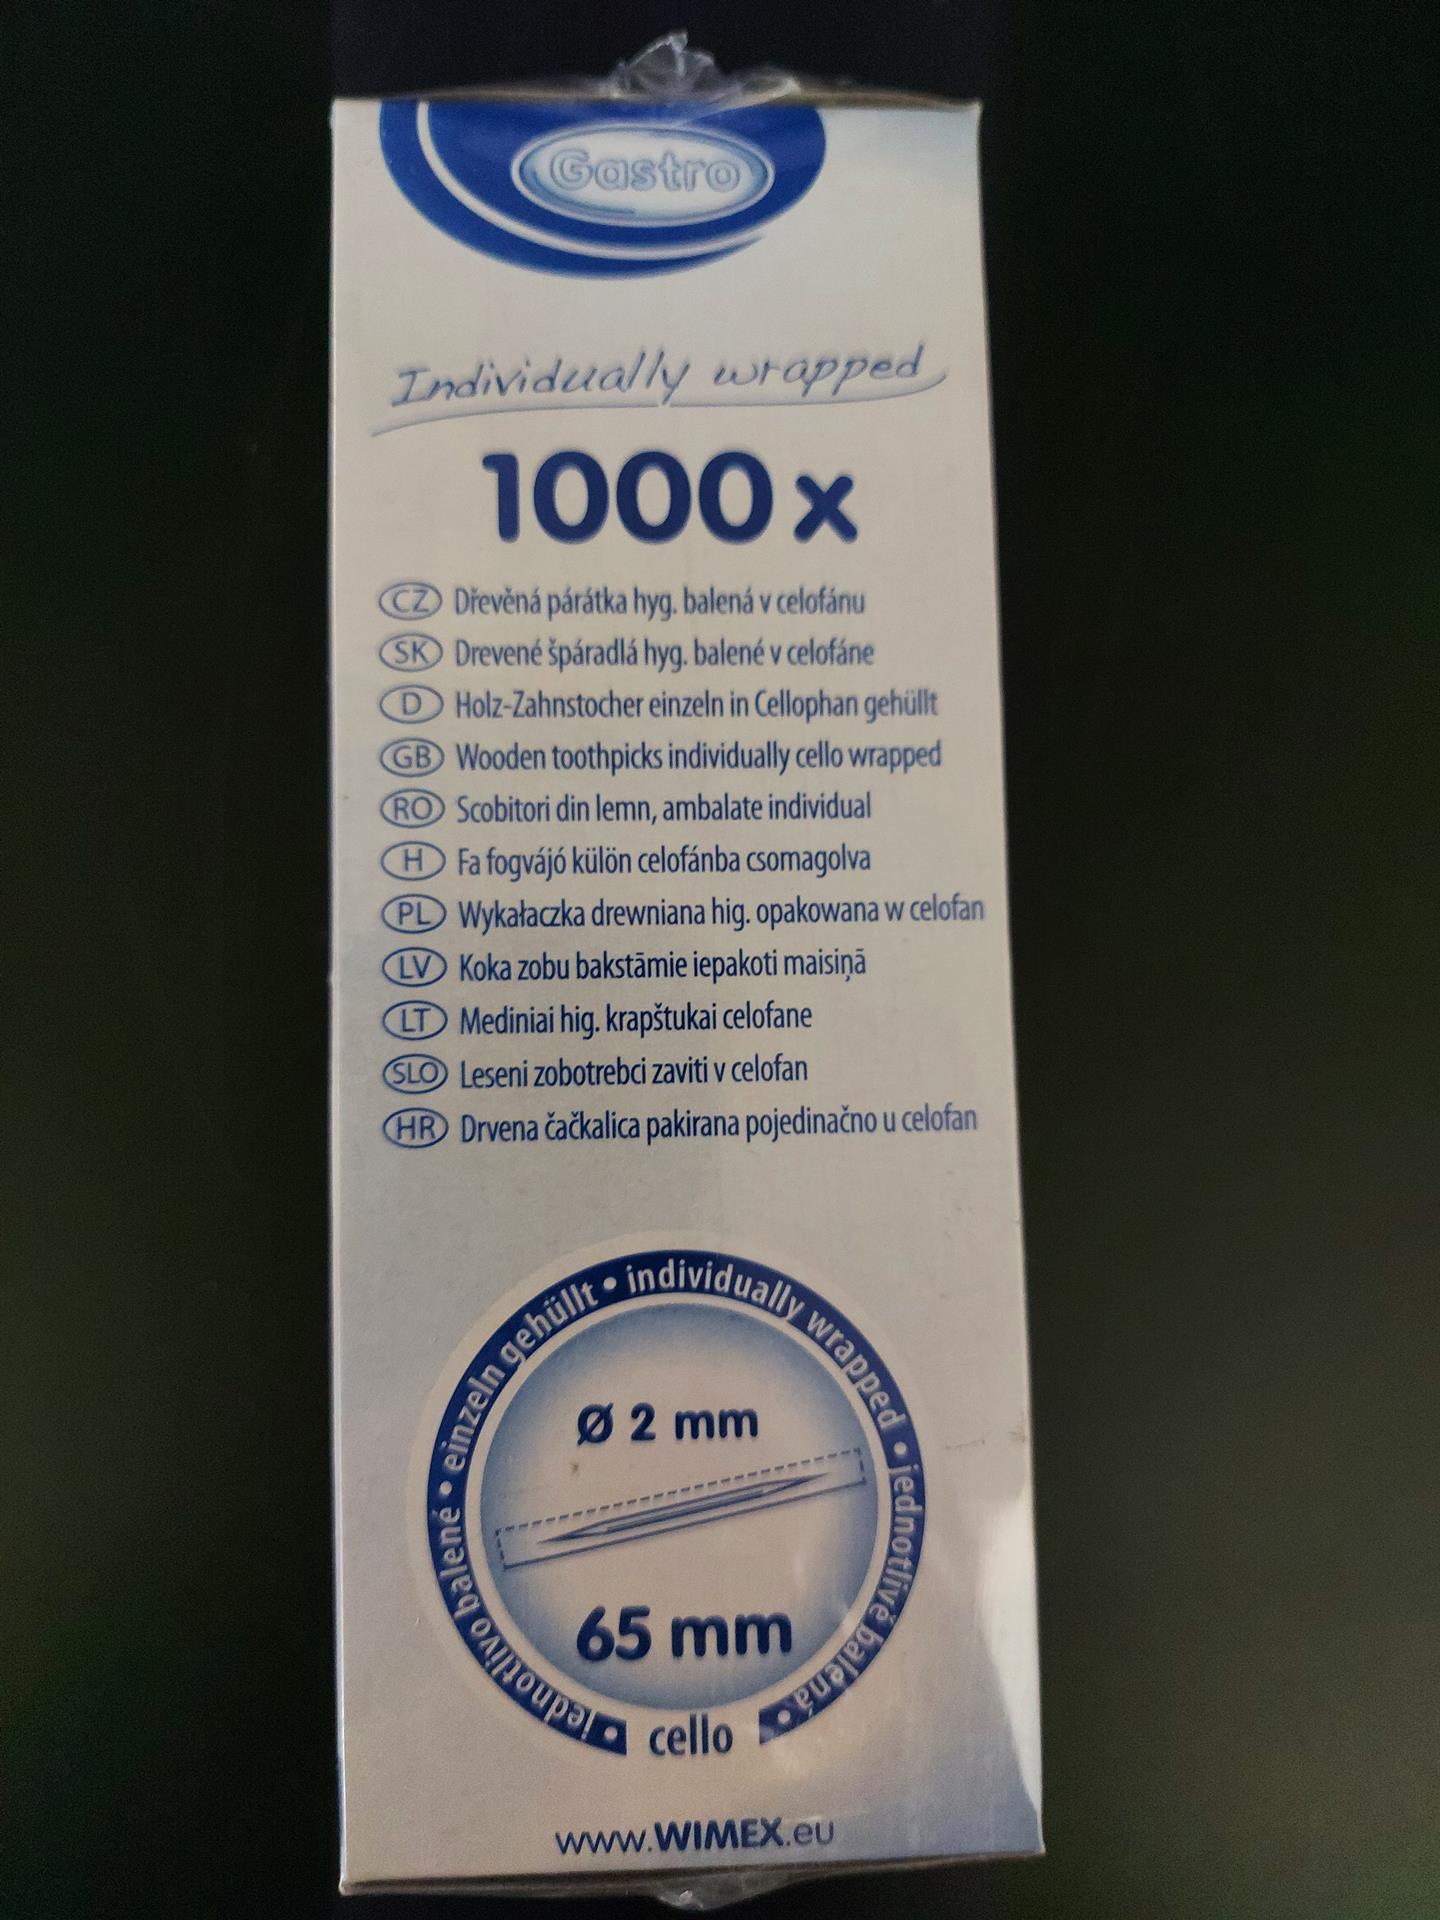 Gastro
Individually wrapped
1000 x
CZ Dřevěná párátka hyg. balená v celofánu
SK Drevené špáradlá hyg. balené v celofáne
D Holz-Zahnstocher einzeln in Cellophan gehüllt
GB Wooden toothpicks individually cello wrapped
RO Scobitori din lemn, ambalate individual
H Fa fogvájó külön celofánba csomagolva
PL Wykałaczka drewniana hig. opakowana w celofan
LV Koka zobu bakstāmie iepakoti maisiņā
LT Mediniai hig. krapštukai celofane
SLO Leseni zobotrebci zaviti v celofan
HR Drvena čačkalica pakirana pojedinačno u celofan
jednotlivo balené • einzeln gehüllt • individually wrapped • jednotlivě balená •
Ø 2 mm
65 mm
cello
www.WIMEX.eu